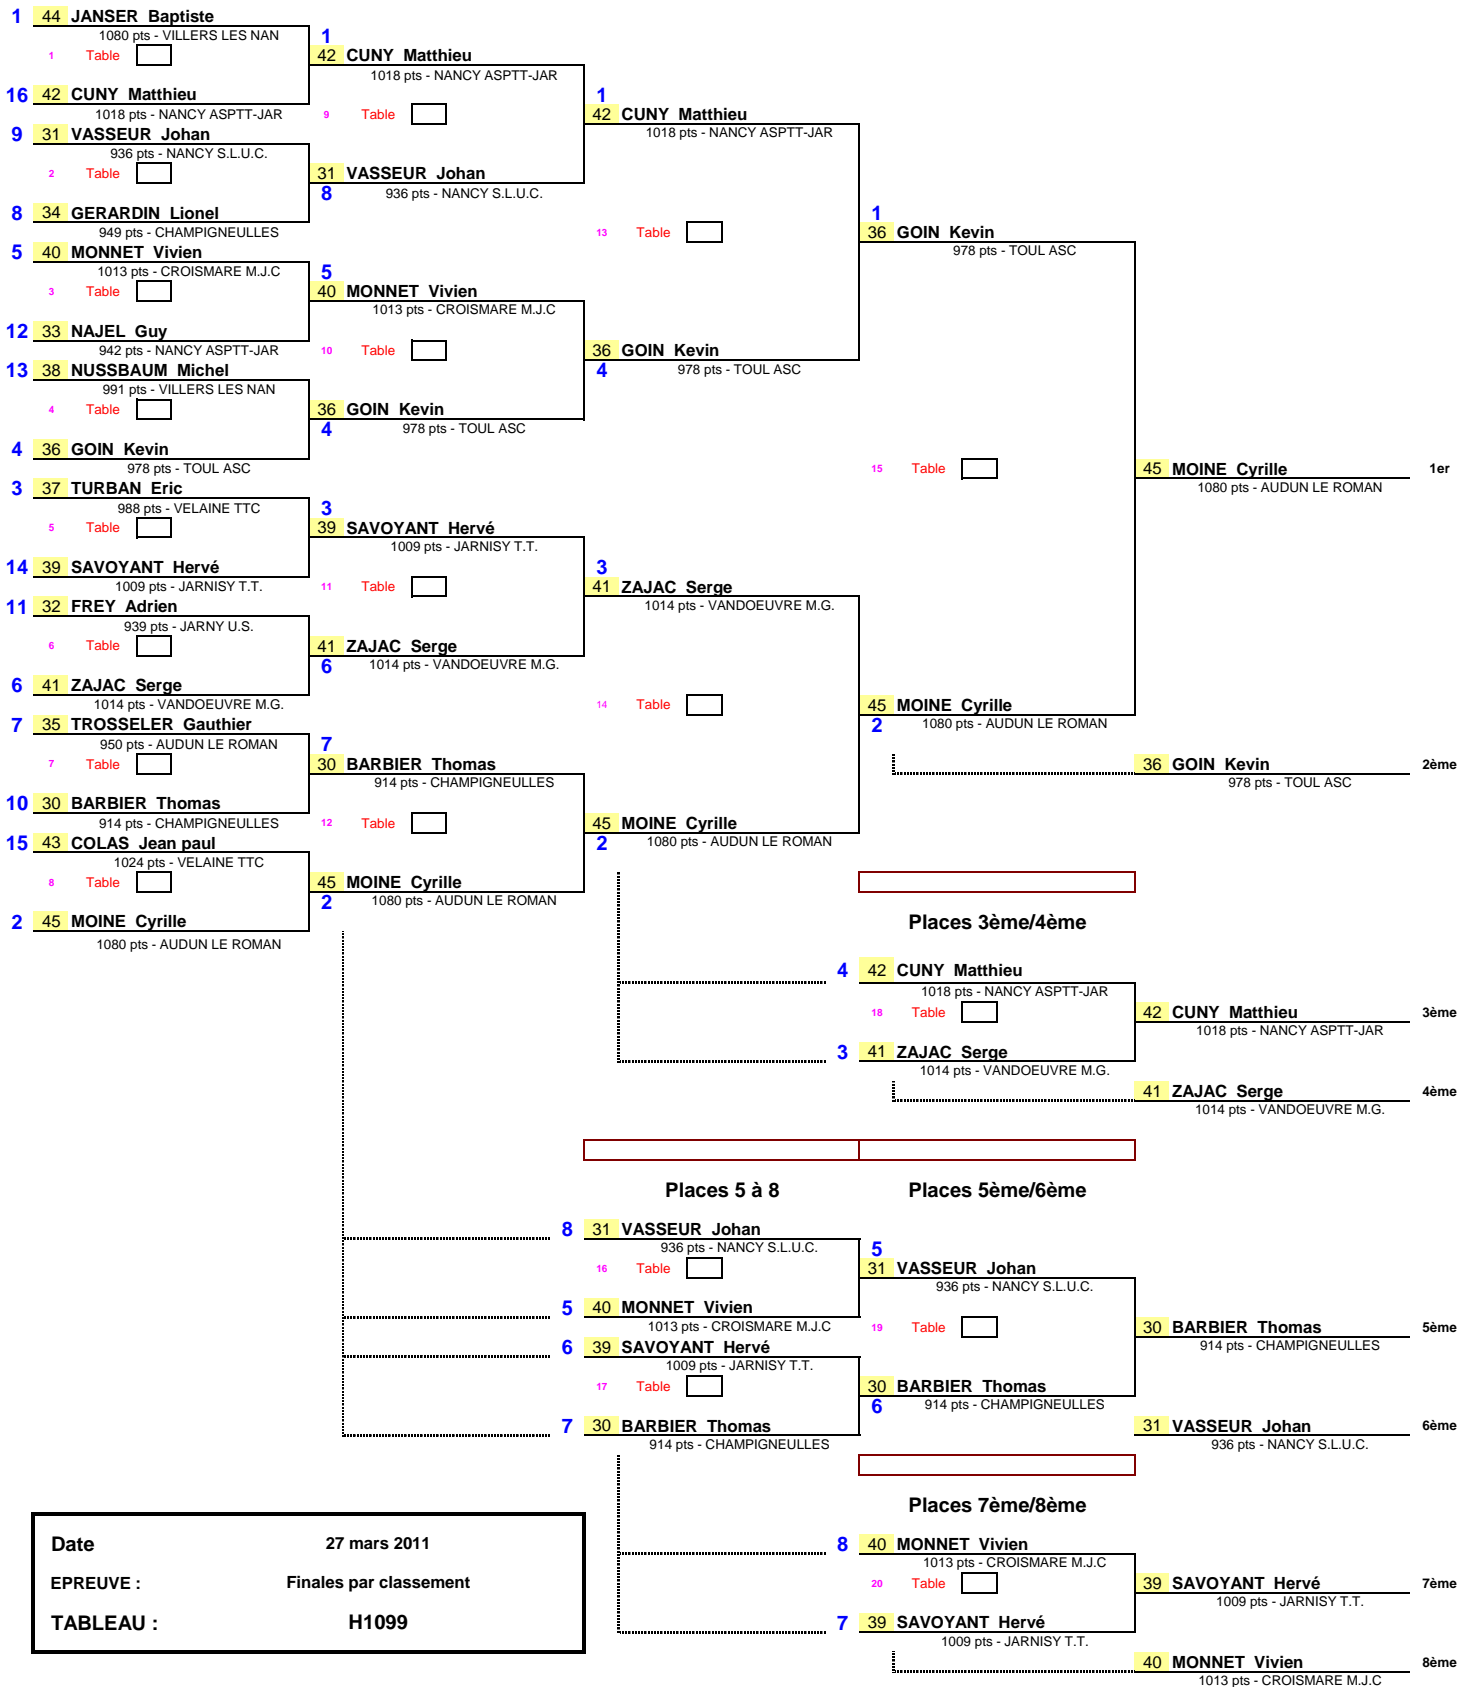 1 44 JANSER Baptiste
1080 pts - VILLERS LES NAN
1 Table
16 42 CUNY Matthieu
1018 pts - NANCY ASPTT-JAR
9 31 VASSEUR Johan
936 pts - NANCY S.L.U.C.
2 Table
8 34 GERARDIN Lionel
949 pts - CHAMPIGNEULLES
5 40 MONNET Vivien
1013 pts - CROISMARE M.J.C
3 Table
12 33 NAJEL Guy
942 pts - NANCY ASPTT-JAR
13 38 NUSSBAUM Michel
991 pts - VILLERS LES NAN
4 Table
4 36 GOIN Kevin
978 pts - TOUL ASC
3 37 TURBAN Eric
988 pts - VELAINE TTC
5 Table
14 39 SAVOYANT Hervé
1009 pts - JARNISY T.T.
11 32 FREY Adrien
939 pts - JARNY U.S.
6 Table
6 41 ZAJAC Serge
1014 pts - VANDOEUVRE M.G.
7 35 TROSSELER Gauthier
950 pts - AUDUN LE ROMAN
7 Table
10 30 BARBIER Thomas
914 pts - CHAMPIGNEULLES
15 43 COLAS Jean paul
1024 pts - VELAINE TTC
8 Table
2 45 MOINE Cyrille
1080 pts - AUDUN LE ROMAN
1
42 CUNY Matthieu
1018 pts - NANCY ASPTT-JAR
9 Table
31 VASSEUR Johan
8 936 pts - NANCY S.L.U.C.
5
40 MONNET Vivien
1013 pts - CROISMARE M.J.C
10 Table
36 GOIN Kevin
4 978 pts - TOUL ASC
3
39 SAVOYANT Hervé
1009 pts - JARNISY T.T.
11 Table
41 ZAJAC Serge
6 1014 pts - VANDOEUVRE M.G.
7
30 BARBIER Thomas
914 pts - CHAMPIGNEULLES
12 Table
45 MOINE Cyrille
2 1080 pts - AUDUN LE ROMAN
1
42 CUNY Matthieu
1018 pts - NANCY ASPTT-JAR
13 Table
36 GOIN Kevin
4 978 pts - TOUL ASC
3
41 ZAJAC Serge
1014 pts - VANDOEUVRE M.G.
14 Table
45 MOINE Cyrille
2 1080 pts - AUDUN LE ROMAN
1
36 GOIN Kevin
978 pts - TOUL ASC
15 Table
45 MOINE Cyrille
2 1080 pts - AUDUN LE ROMAN
45 MOINE Cyrille 1er
1080 pts - AUDUN LE ROMAN
36 GOIN Kevin 2ème
978 pts - TOUL ASC
Places 3ème/4ème
4 42 CUNY Matthieu
1018 pts - NANCY ASPTT-JAR
18 Table
3 41 ZAJAC Serge
1014 pts - VANDOEUVRE M.G.
42 CUNY Matthieu 3ème
1018 pts - NANCY ASPTT-JAR
41 ZAJAC Serge 4ème
1014 pts - VANDOEUVRE M.G.
Places 5 à 8
8 31 VASSEUR Johan
936 pts - NANCY S.L.U.C.
16 Table
5 40 MONNET Vivien
1013 pts - CROISMARE M.J.C
6 39 SAVOYANT Hervé
1009 pts - JARNISY T.T.
17 Table
7 30 BARBIER Thomas
914 pts - CHAMPIGNEULLES
Places 5ème/6ème
5
31 VASSEUR Johan
936 pts - NANCY S.L.U.C.
19 Table
30 BARBIER Thomas
6 914 pts - CHAMPIGNEULLES
30 BARBIER Thomas 5ème
914 pts - CHAMPIGNEULLES
31 VASSEUR Johan 6ème
936 pts - NANCY S.L.U.C.
Places 7ème/8ème
8 40 MONNET Vivien
1013 pts - CROISMARE M.J.C
20 Table
7 39 SAVOYANT Hervé
1009 pts - JARNISY T.T.
39 SAVOYANT Hervé 7ème
1009 pts - JARNISY T.T.
40 MONNET Vivien 8ème
1013 pts - CROISMARE M.J.C
Date 27 mars 2011
EPREUVE : Finales par classement
TABLEAU : H1099